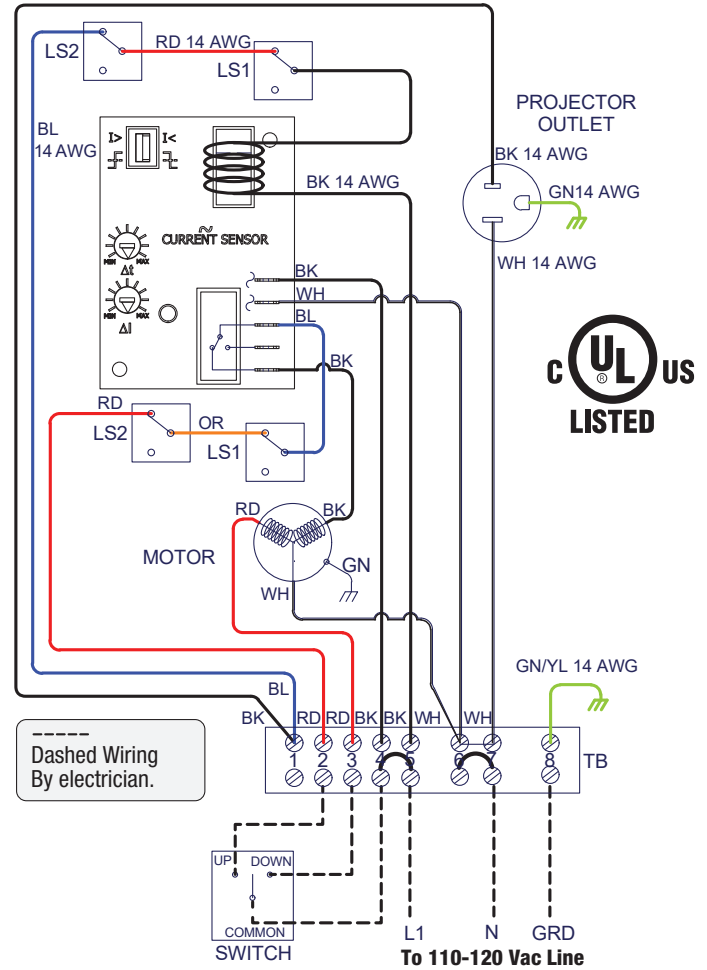 LS2
RD 14 AWG
LS1
PROJECTOR
OUTLET
BL
14 AWG
I>
I<
BK 14 AWG
BK 14 AWG
GN14 AWG
~
CURRENT SENSOR
MIN
MAX
Δt
WH 14 AWG
BK
WH
MIN
MAX
ΔI
BL
BK
C UL ® US
LISTED
RD
LS2
OR
LS1
RD
BK
MOTOR
GN
WH
GN/YL 14 AWG
BL
BK
RD
RD
BK
BK
WH
WH
1
2
3
4
5
6
7
8
TB
-----
Dashed Wiring
By electrician.
UP
DOWN
COMMON
SWITCH
L1
N
GRD
To 110-120 Vac Line